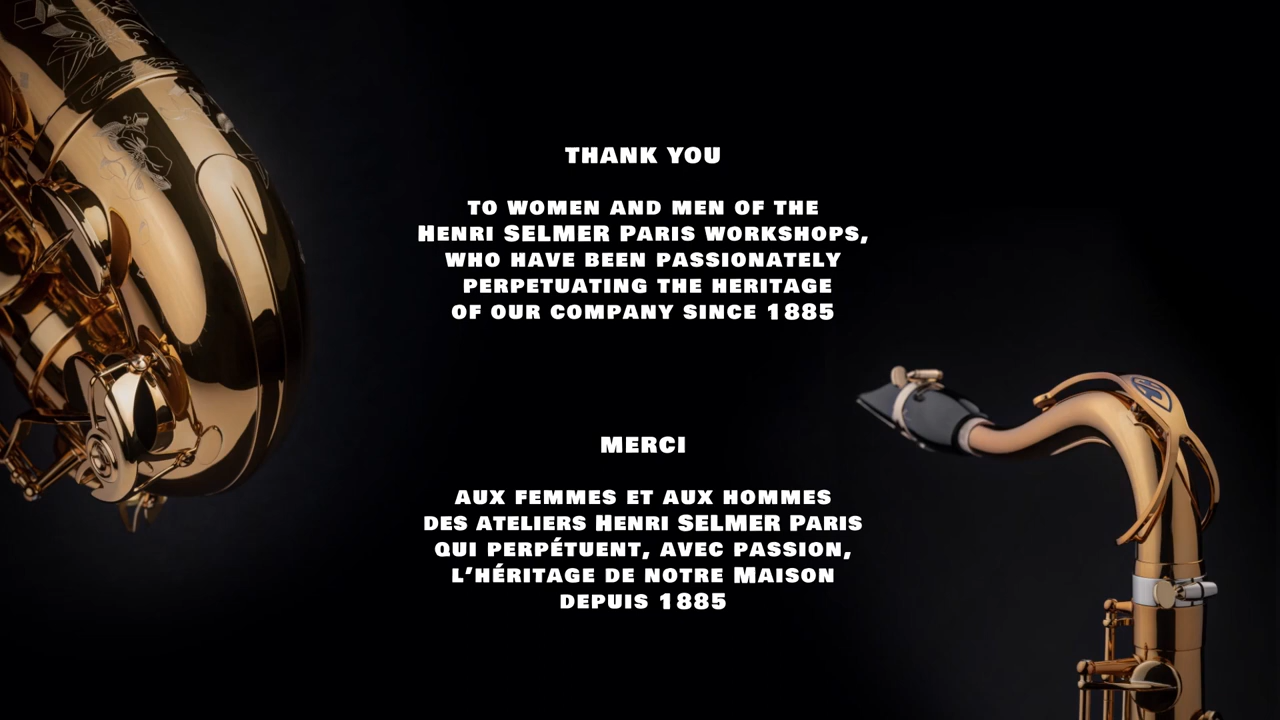 THANK YOU
TO WOMEN AND MEN OF THE
HENRI SELMER PARIS WORKSHOPS,
WHO HAVE BEEN PASSIONATELY
PERPETUATING THE HERITAGE
OF OUR COMPANY SINCE 1885
MERCI
AUX FEMMES ET AUX HOMMES
DES ATELIERS HENRI SELMER PARIS
QUI PERPÉTUENT, AVEC PASSION,
L’HÉRITAGE DE NOTRE MAISON
DEPUIS 1885